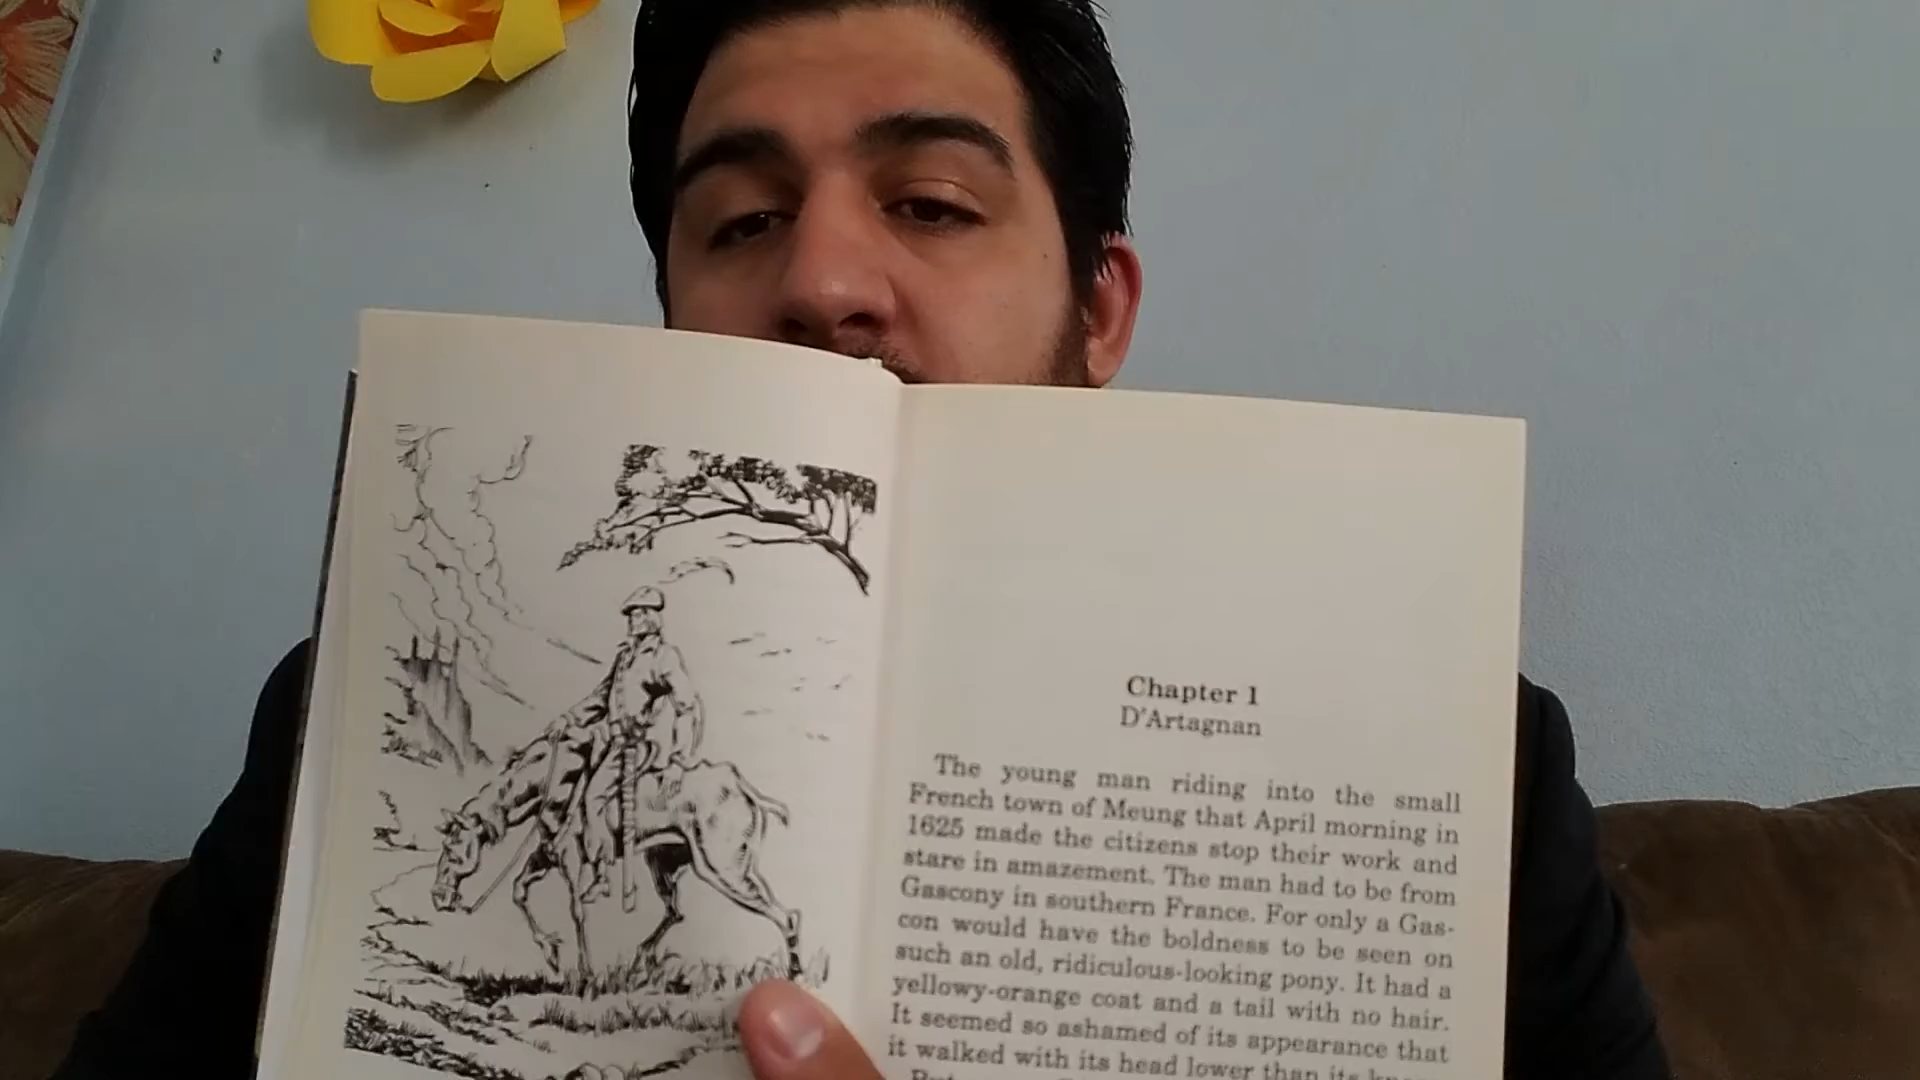 Chapter 1
D'Artagnan
The young man riding into the small
French town of Meung that April morning in
1625 made the citizens stop their work and
stare in amazement. The man had to be from
Gascony in southern France. For only a Gas-
con would have the boldness to be seen on
such an old, ridiculous-looking pony. It had a
yellowy-orange coat and a tail with no hair.
It seemed so ashamed of its appearance that
it walked with its head lower than its